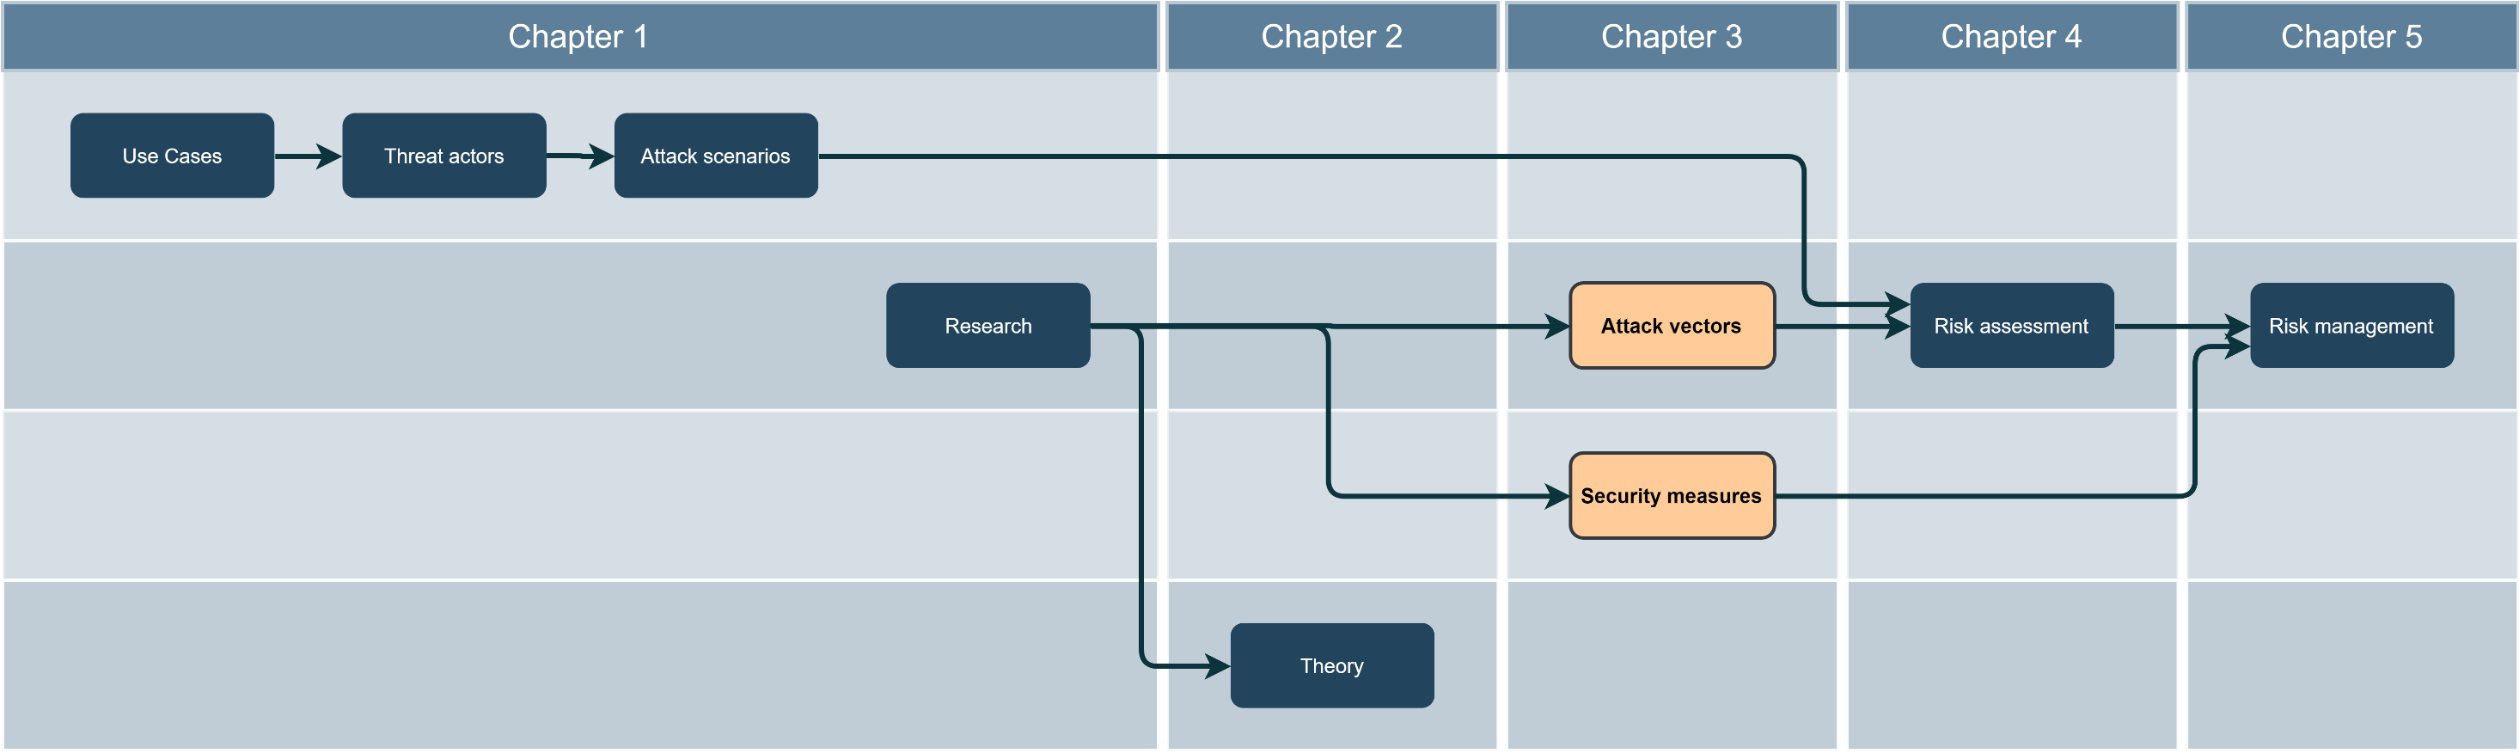 Chapter 1
Chapter 2
Chapter 3
Chapter 4
Chapter 5
Use Cases
Threat actors
Attack scenarios
Research
Attack vectors
Risk assessment
Risk management
Security measures
Theory